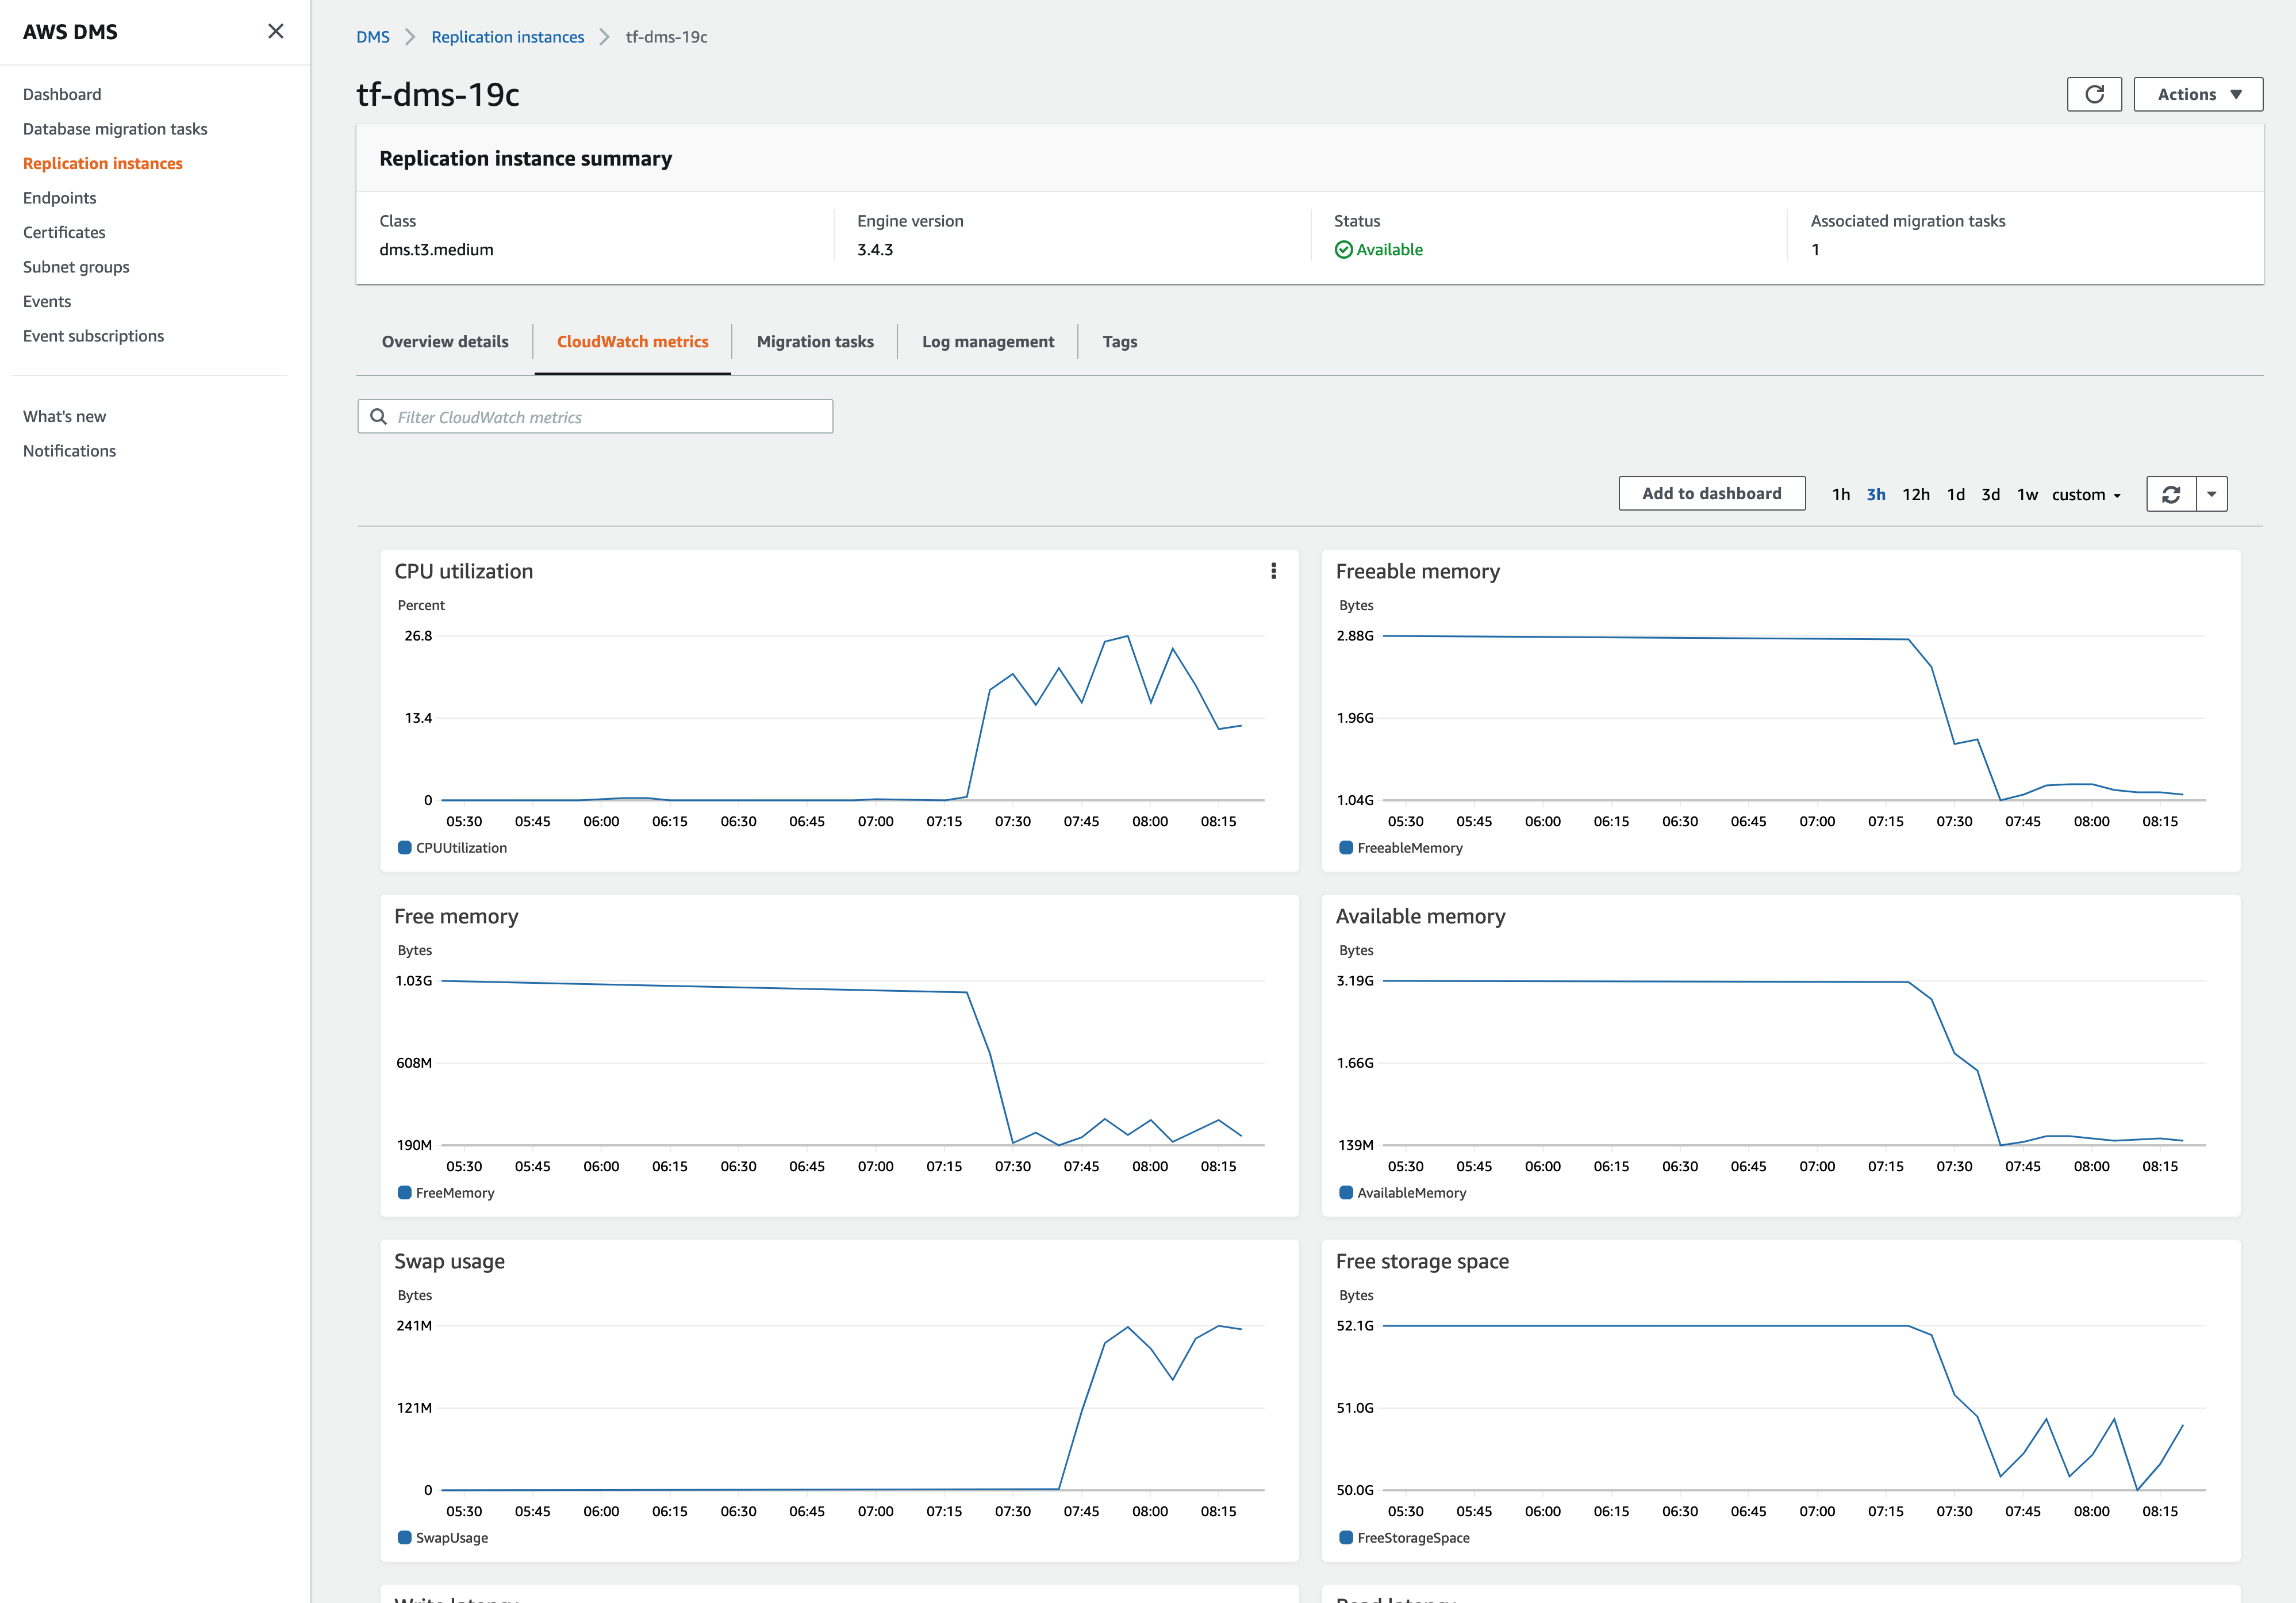 AWS DMS
Dashboard
Database migration tasks
Replication instances
Endpoints
Certificates
Subnet groups
Events
Event subscriptions
What's new
Notifications
DMS Replication instances tf-dms-19c
tf-dms-19c
Actions
Replication instance summary
Class
dms.t3.medium
Engine version
3.4.3
Status
Available
Associated migration tasks
1
Overview details CloudWatch metrics Migration tasks Log management Tags
Filter CloudWatch metrics
Add to dashboard 1h 3h 12h 1d 3d 1w custom
CPU utilization
Percent
26.8
13.4
0
05:30 05:45 06:00 06:15 06:30 06:45 07:00 07:15 07:30 07:45 08:00 08:15
CPUUtilization
Freeable memory
Bytes
2.88G
1.96G
1.04G
05:30 05:45 06:00 06:15 06:30 06:45 07:00 07:15 07:30 07:45 08:00 08:15
FreeableMemory
Free memory
Bytes
1.03G
608M
190M
05:30 05:45 06:00 06:15 06:30 06:45 07:00 07:15 07:30 07:45 08:00 08:15
FreeMemory
Available memory
Bytes
3.19G
1.66G
139M
05:30 05:45 06:00 06:15 06:30 06:45 07:00 07:15 07:30 07:45 08:00 08:15
AvailableMemory
Swap usage
Bytes
241M
121M
0
05:30 05:45 06:00 06:15 06:30 06:45 07:00 07:15 07:30 07:45 08:00 08:15
SwapUsage
Free storage space
Bytes
52.1G
51.0G
50.0G
05:30 05:45 06:00 06:15 06:30 06:45 07:00 07:15 07:30 07:45 08:00 08:15
FreeStorageSpace
Write latency
Read latency